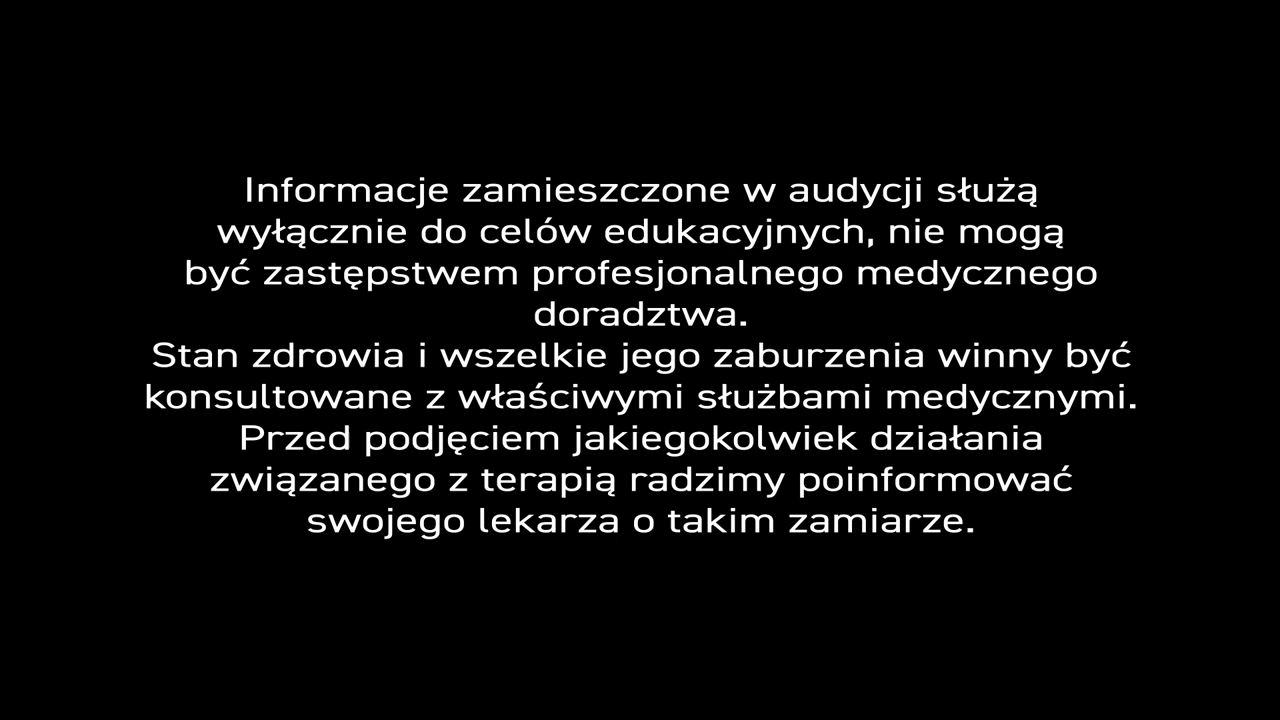 Informacje zamieszczone w audycji służą
wyłącznie do celów edukacyjnych, nie mogą
być zastępstwem profesjonalnego medycznego
doradztwa.
Stan zdrowia i wszelkie jego zaburzenia winny być
konsultowane z właściwymi służbami medycznymi.
Przed podjęciem jakiegokolwiek działania
związanego z terapią radzimy poinformować
swojego lekarza o takim zamiarze.